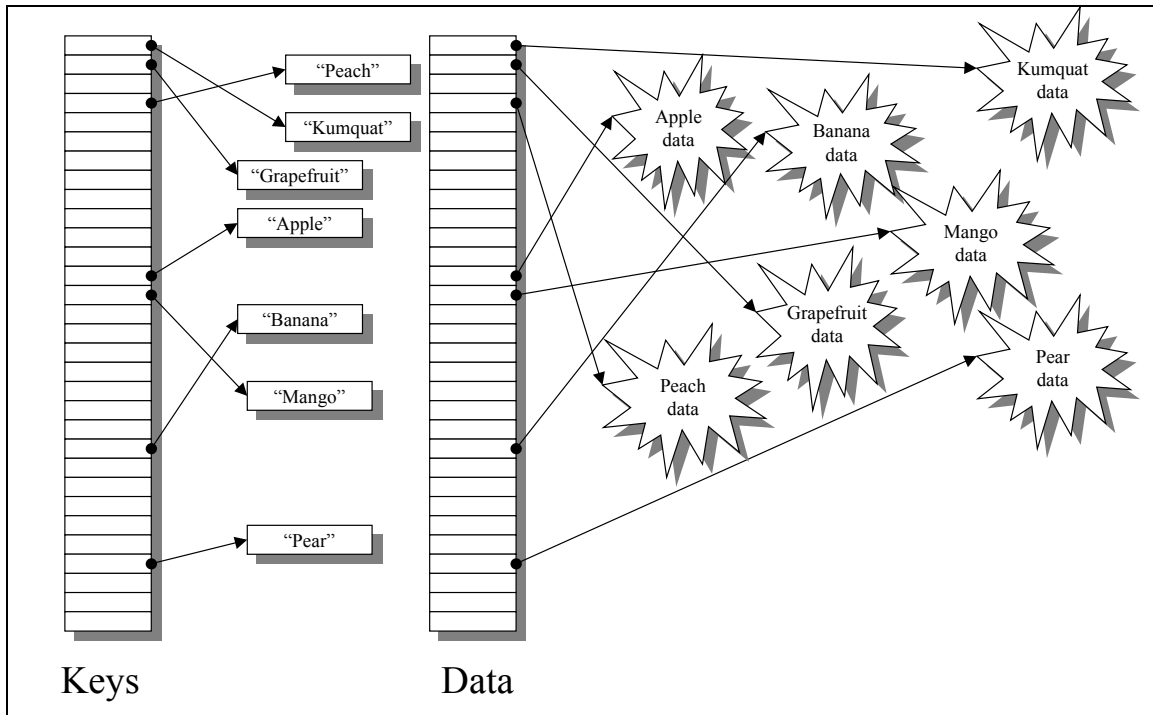 “Peach”
“Kumquat”
“Grapefruit”
“Apple”
“Banana”
“Mango”
“Pear”
Kumquat
data
Apple
data
Banana
data
Mango
data
Grapefruit
data
Pear
data
Peach
data
Keys
Data